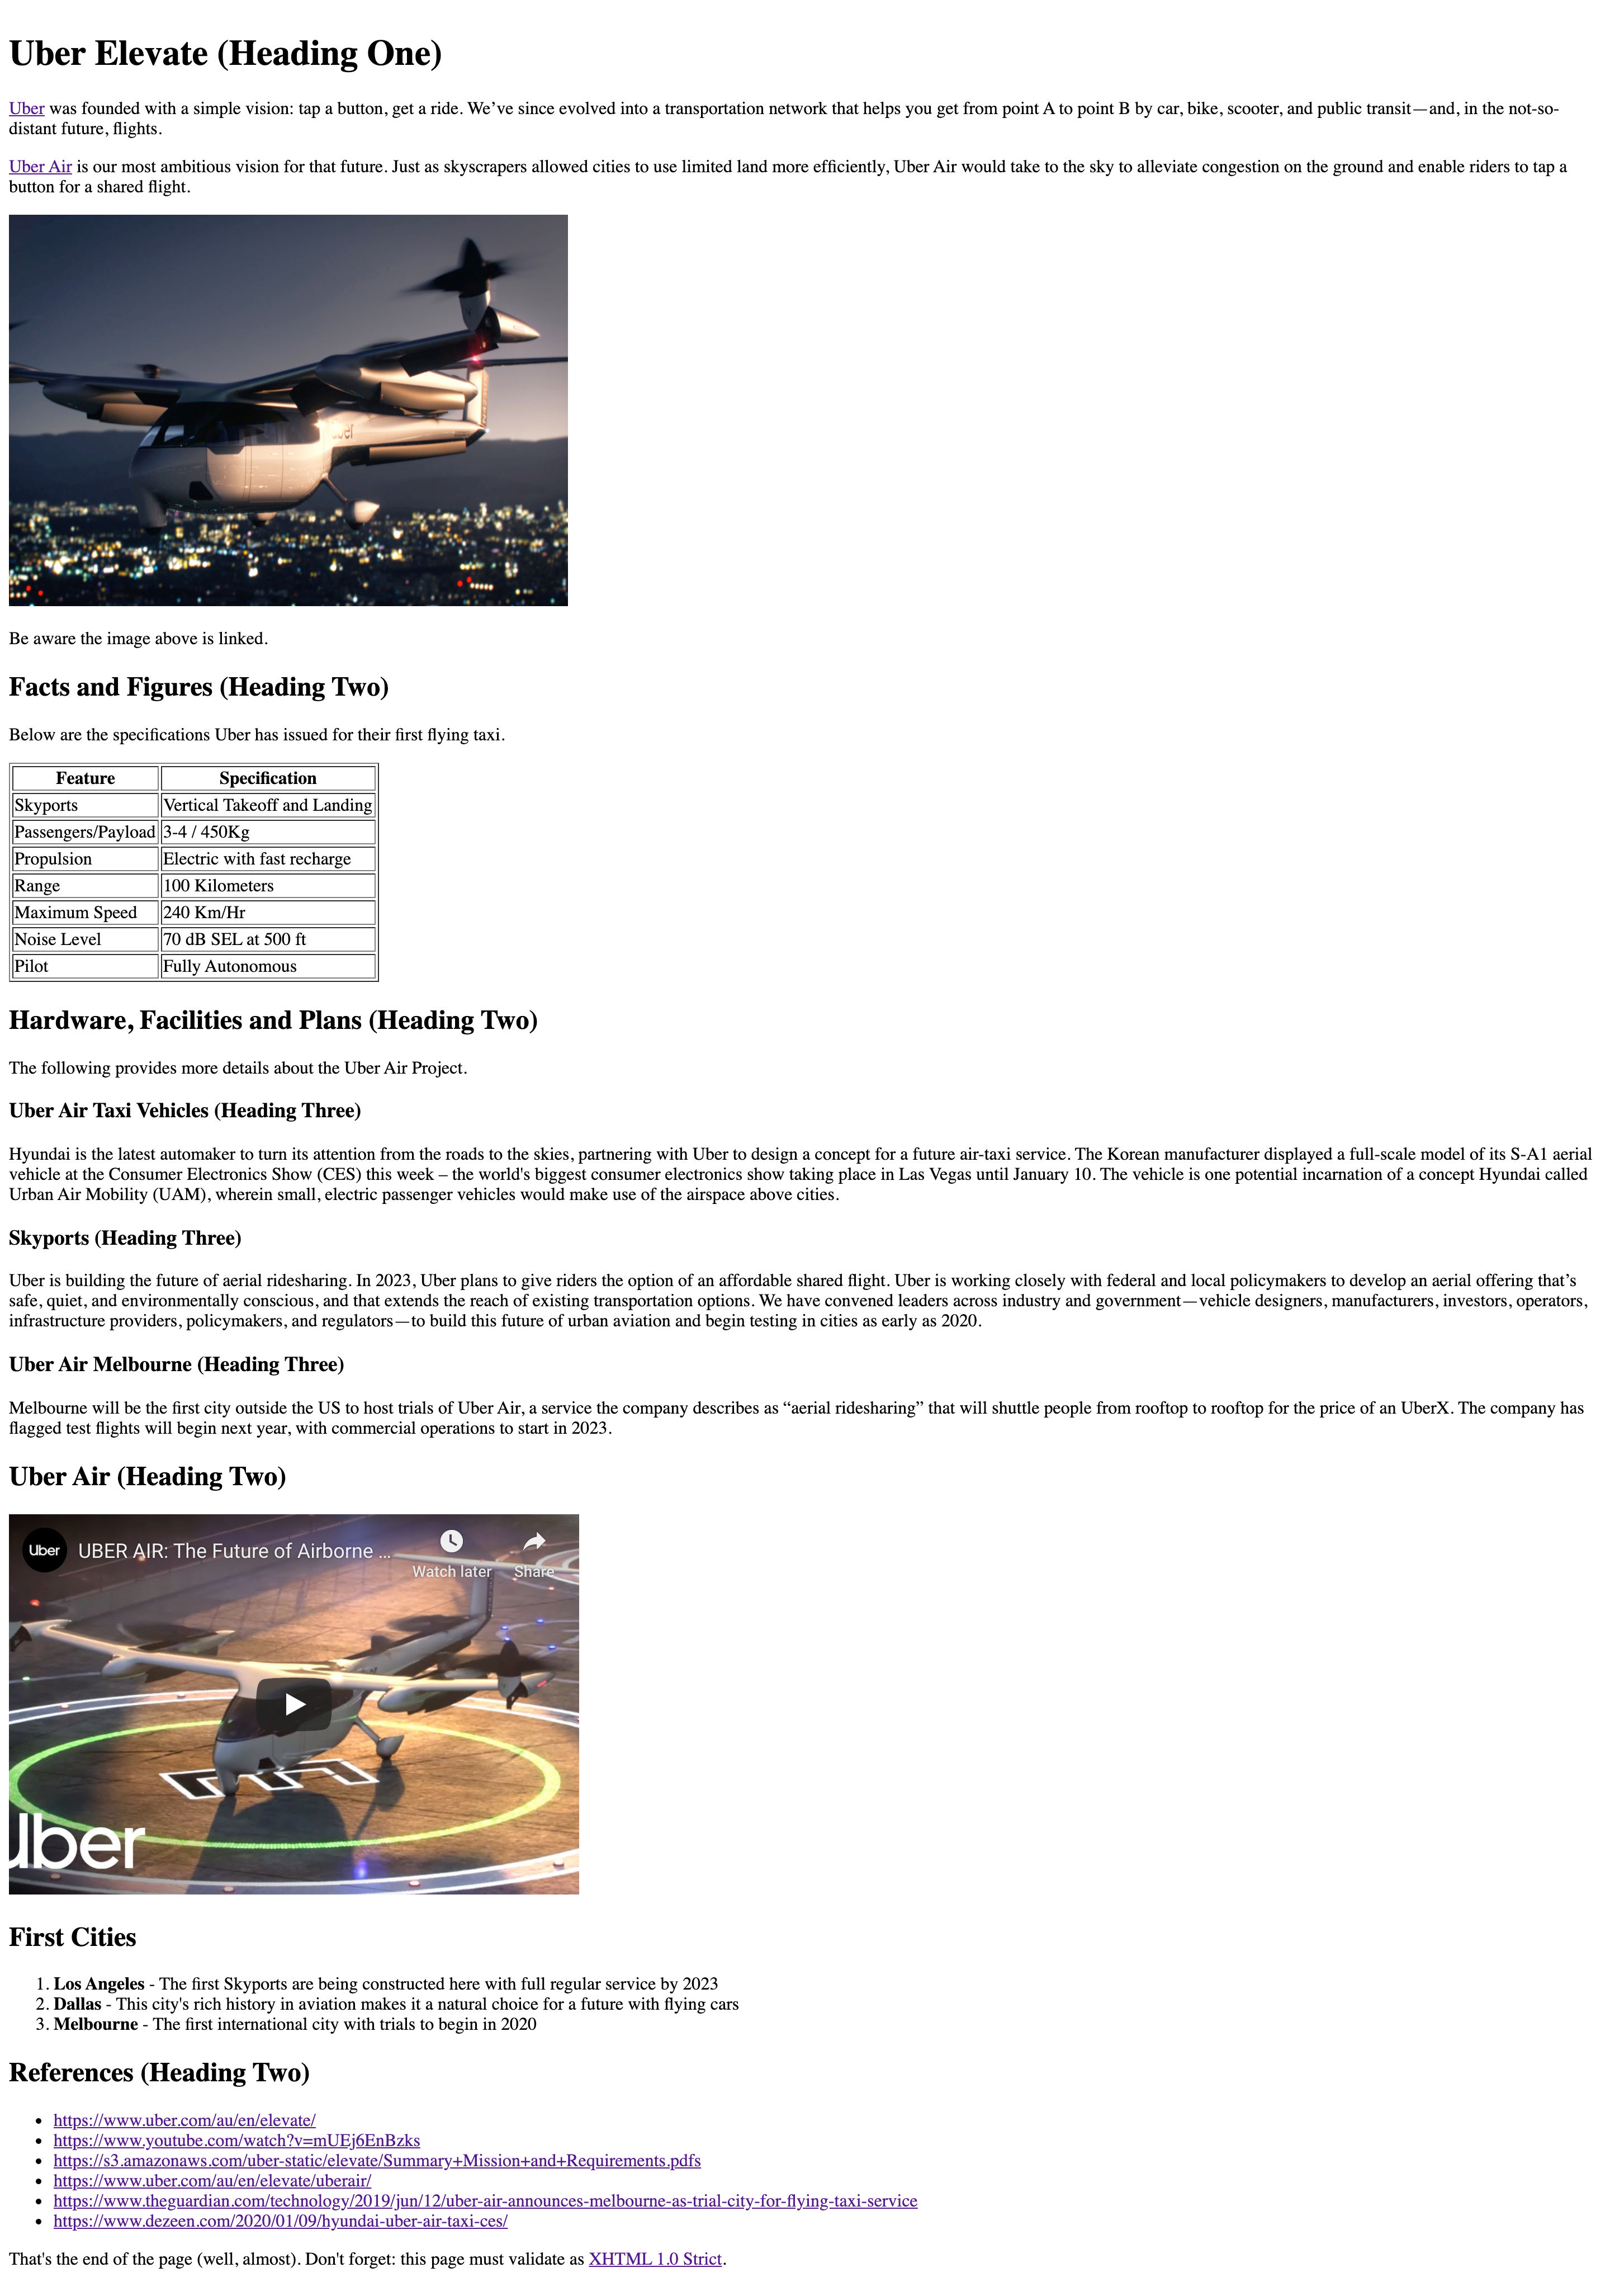 Uber Elevate (Heading One)
Uber was founded with a simple vision: tap a button, get a ride. We’ve since evolved into a transportation network that helps you get from point A to point B by car, bike, scooter, and public transit—and, in the not-so-
distant future, flights.
Uber Air is our most ambitious vision for that future. Just as skyscrapers allowed cities to use limited land more efficiently, Uber Air would take to the sky to alleviate congestion on the ground and enable riders to tap a
button for a shared flight.
Uber
Be aware the image above is linked.
Facts and Figures (Heading Two)
Below are the specifications Uber has issued for their first flying taxi.
Feature Specification
Skyports Vertical Takeoff and Landing
Passengers/Payload 3-4 / 450Kg
Propulsion Electric with fast recharge
Range 100 Kilometers
Maximum Speed 240 Km/Hr
Noise Level 70 dB SEL at 500 ft
Pilot Fully Autonomous
Hardware, Facilities and Plans (Heading Two)
The following provides more details about the Uber Air Project.
Uber Air Taxi Vehicles (Heading Three)
Hyundai is the latest automaker to turn its attention from the roads to the skies, partnering with Uber to design a concept for a future air-taxi service. The Korean manufacturer displayed a full-scale model of its S-A1 aerial
vehicle at the Consumer Electronics Show (CES) this week – the world's biggest consumer electronics show taking place in Las Vegas until January 10. The vehicle is one potential incarnation of a concept Hyundai called
Urban Air Mobility (UAM), wherein small, electric passenger vehicles would make use of the airspace above cities.
Skyports (Heading Three)
Uber is building the future of aerial ridesharing. In 2023, Uber plans to give riders the option of an affordable shared flight. Uber is working closely with federal and local policymakers to develop an aerial offering that’s
safe, quiet, and environmentally conscious, and that extends the reach of existing transportation options. We have convened leaders across industry and government—vehicle designers, manufacturers, investors, operators,
infrastructure providers, policymakers, and regulators—to build this future of urban aviation and begin testing in cities as early as 2020.
Uber Air Melbourne (Heading Three)
Melbourne will be the first city outside the US to host trials of Uber Air, a service the company describes as “aerial ridesharing” that will shuttle people from rooftop to rooftop for the price of an UberX. The company has
flagged test flights will begin next year, with commercial operations to start in 2023.
Uber Air (Heading Two)
Uber UBER AIR: The Future of Airborne ...
Watch later Share
Uber
First Cities
1. Los Angeles - The first Skyports are being constructed here with full regular service by 2023
2. Dallas - This city's rich history in aviation makes it a natural choice for a future with flying cars
3. Melbourne - The first international city with trials to begin in 2020
References (Heading Two)
• https://www.uber.com/au/en/elevate/
• https://www.youtube.com/watch?v=mUEj6EnBzks
• https://s3.amazonaws.com/uber-static/elevate/Summary+Mission+and+Requirements.pdfs
• https://www.uber.com/au/en/elevate/uberair/
• https://www.theguardian.com/technology/2019/jun/12/uber-air-announces-melbourne-as-trial-city-for-flying-taxi-service
• https://www.dezeen.com/2020/01/09/hyundai-uber-air-taxi-ces/
That's the end of the page (well, almost). Don't forget: this page must validate as XHTML 1.0 Strict.